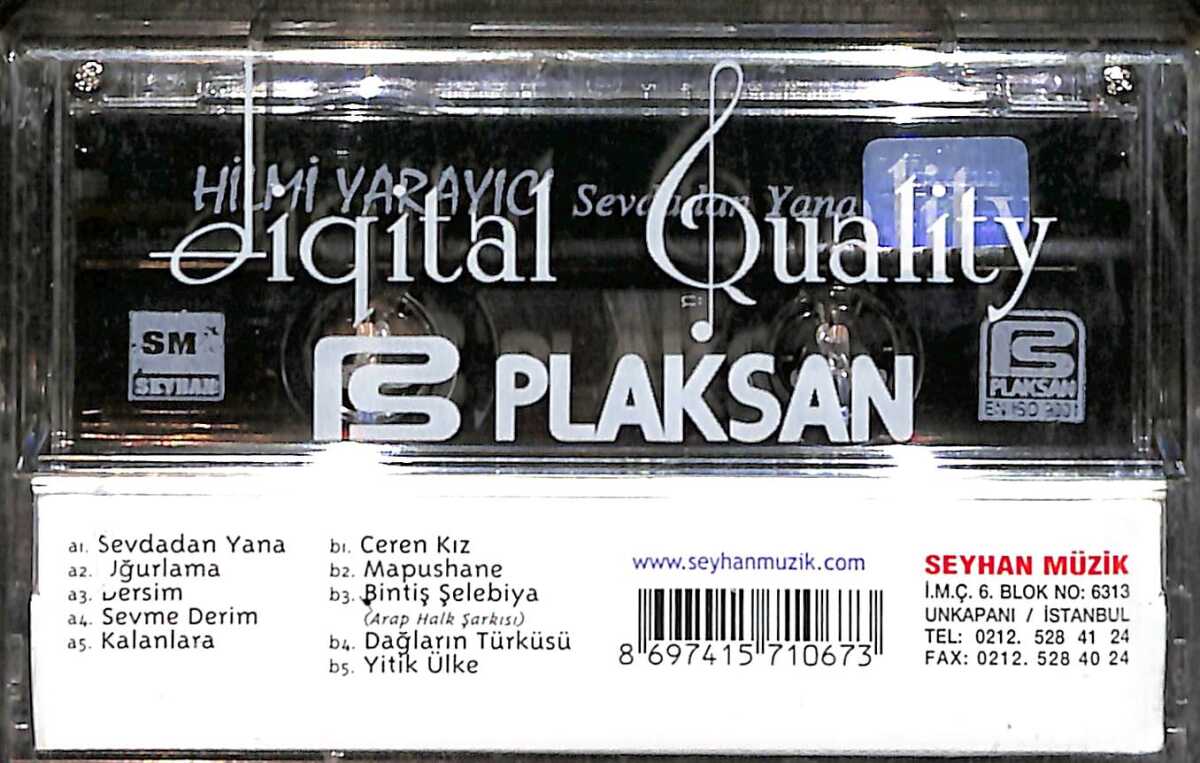 HİLMİ YARAYICI Sevdadan Yana
Digital Quality
SM
SEYHAN
PLAKSAN
PLAKSAN
EN ISO 9001
a1. Sevdadan Yana
a2. Uğurlama
a3. Dersim
a4. Sevme Derim
a5. Kalanlara
b1. Ceren Kız
b2. Mapushane
b3. Bintiş Şelebiya
(Arap Halk Şarkısı)
b4. Dağların Türküsü
b5. Yitik Ülke
www.seyhanmuzik.com
8 697415 710673
SEYHAN MÜZİK
İ.M.Ç. 6. BLOK NO: 6313
UNKAPANI / İSTANBUL
TEL: 0212. 528 41 24
FAX: 0212. 528 40 24